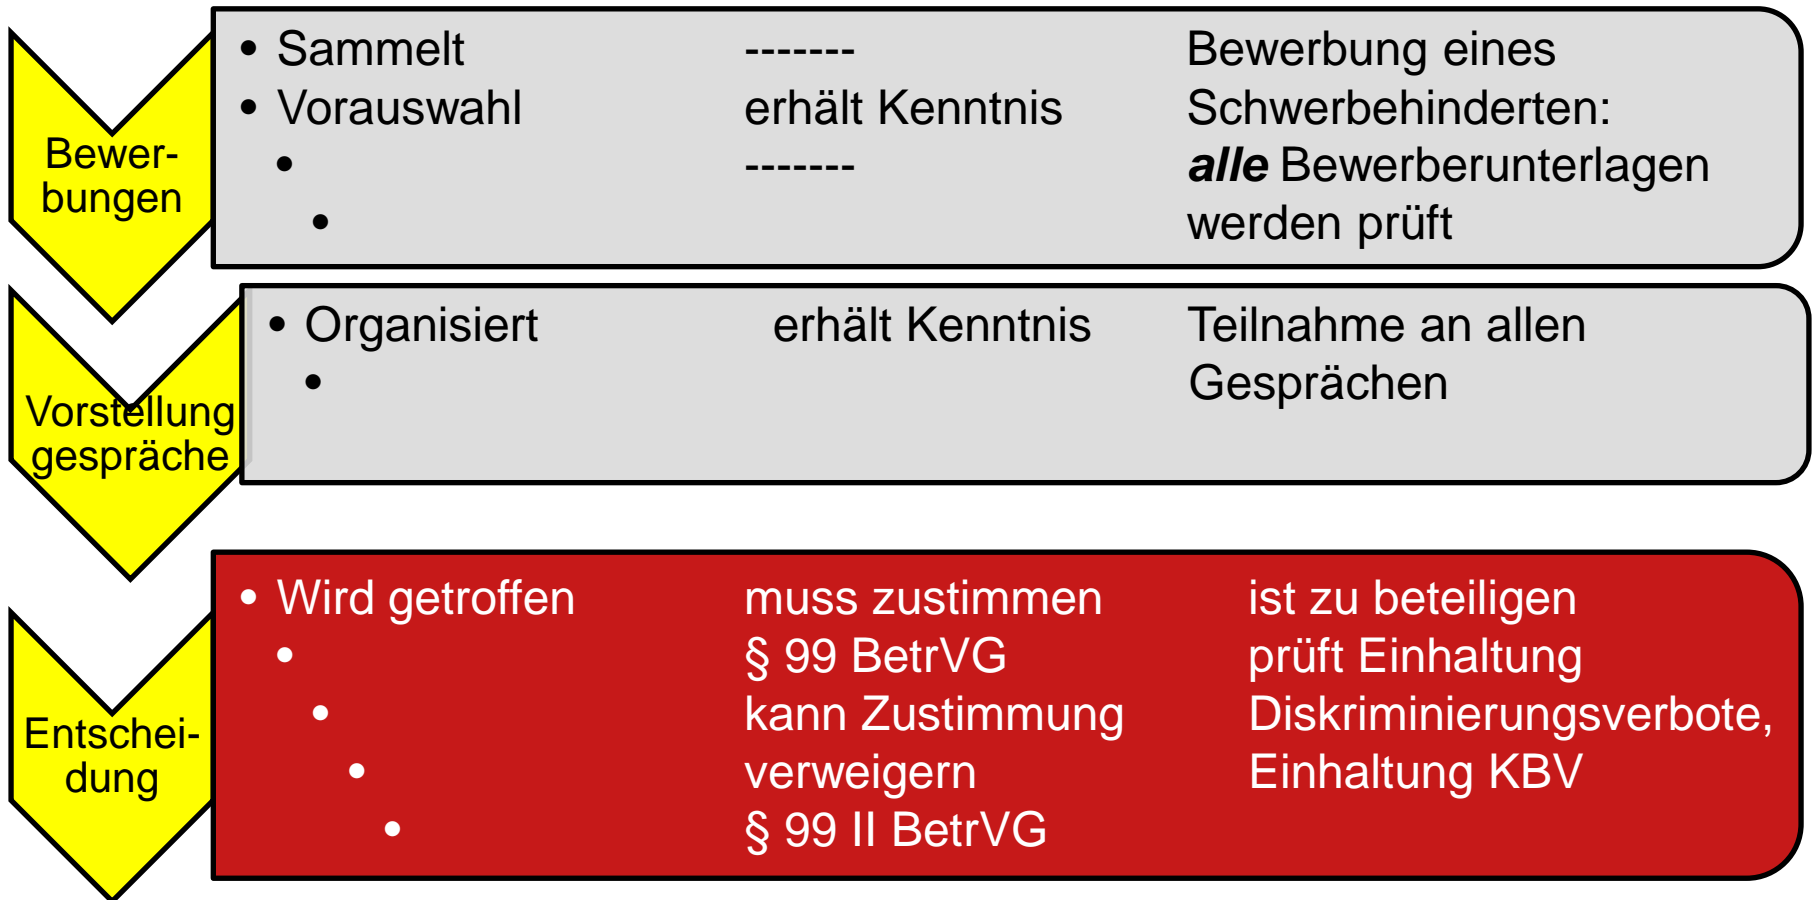 Bewer-
bungen
• Sammelt ------- Bewerbung eines
• Vorauswahl erhält Kenntnis Schwerbehinderten:
• ------- alle Bewerberunterlagen
• werden prüft
Vorstellung
gespräche
• Organisiert erhält Kenntnis Teilnahme an allen
• Gesprächen
Entschei-
dung
• Wird getroffen muss zustimmen ist zu beteiligen
• § 99 BetrVG prüft Einhaltung
• kann Zustimmung Diskriminierungsverbote,
• verweigern Einhaltung KBV
• § 99 II BetrVG